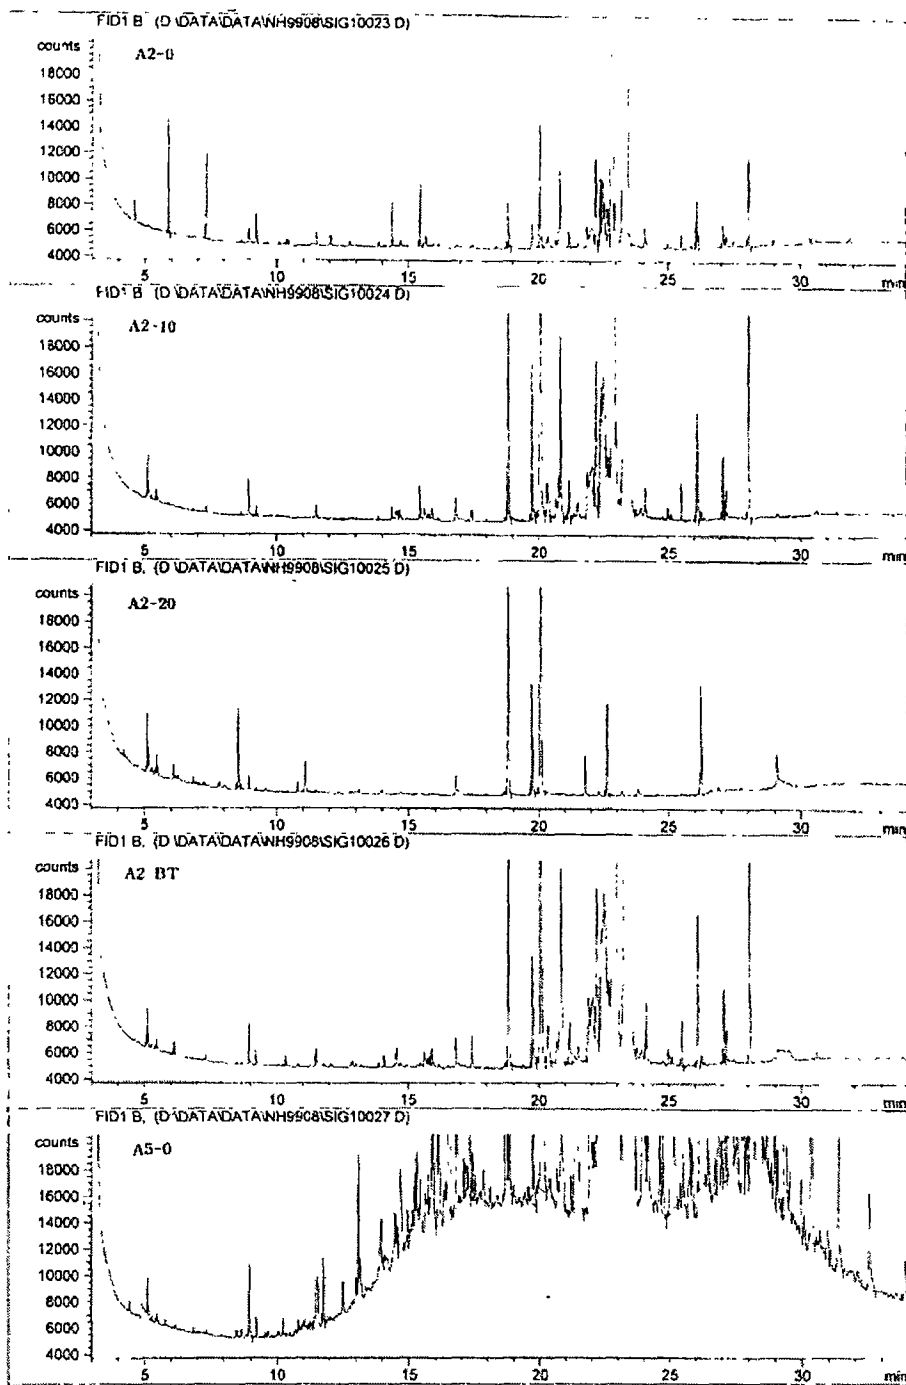 FID1 B (D:\DATA\DATA\NH9908\SIG10023 D)
counts
A2-0
18000
16000
14000
12000
10000
8000
6000
4000
5 10 15 20 25 30 min
FID1 B (D:\DATA\DATA\NH9908\SIG10024 D)
counts
A2-10
18000
16000
14000
12000
10000
8000
6000
4000
5 10 15 20 25 30 min
FID1 B, (D:\DATA\DATA\NH9908\SIG10025 D)
counts
A2-20
18000
16000
14000
12000
10000
8000
6000
4000
5 10 15 20 25 30 min
FID1 B, (D:\DATA\DATA\NH9908\SIG10026 D)
counts
A2 BT
18000
16000
14000
12000
10000
8000
6000
4000
5 10 15 20 25 30 min
FID1 B, (D:\DATA\DATA\NH9908\SIG10027 D)
counts
A5-0
18000
16000
14000
12000
10000
8000
6000
4000
5 10 15 20 25 30 min